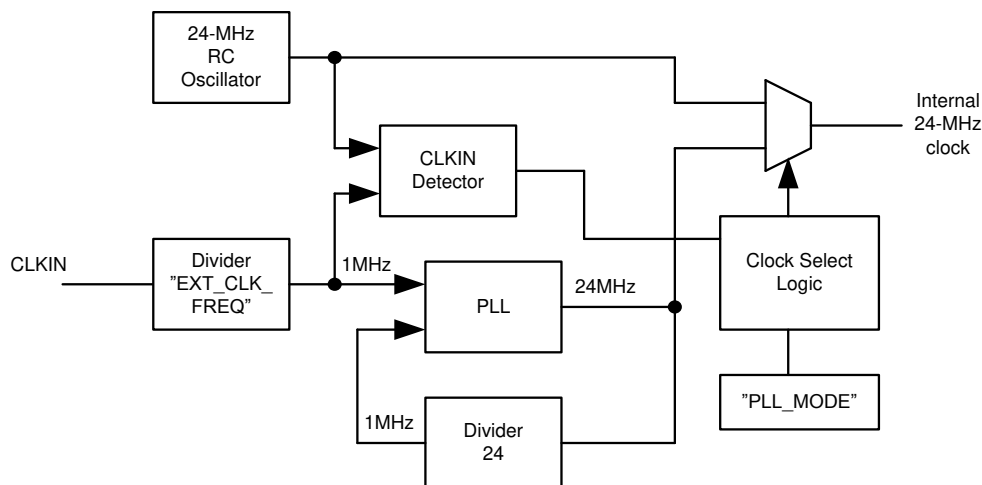 24-MHz
RC
Oscillator
CLKIN
Detector
Internal
24-MHz
clock
CLKIN
Divider
”EXT_CLK_
FREQ”
1MHz
PLL
24MHz
Clock Select
Logic
1MHz
Divider
24
”PLL_MODE”